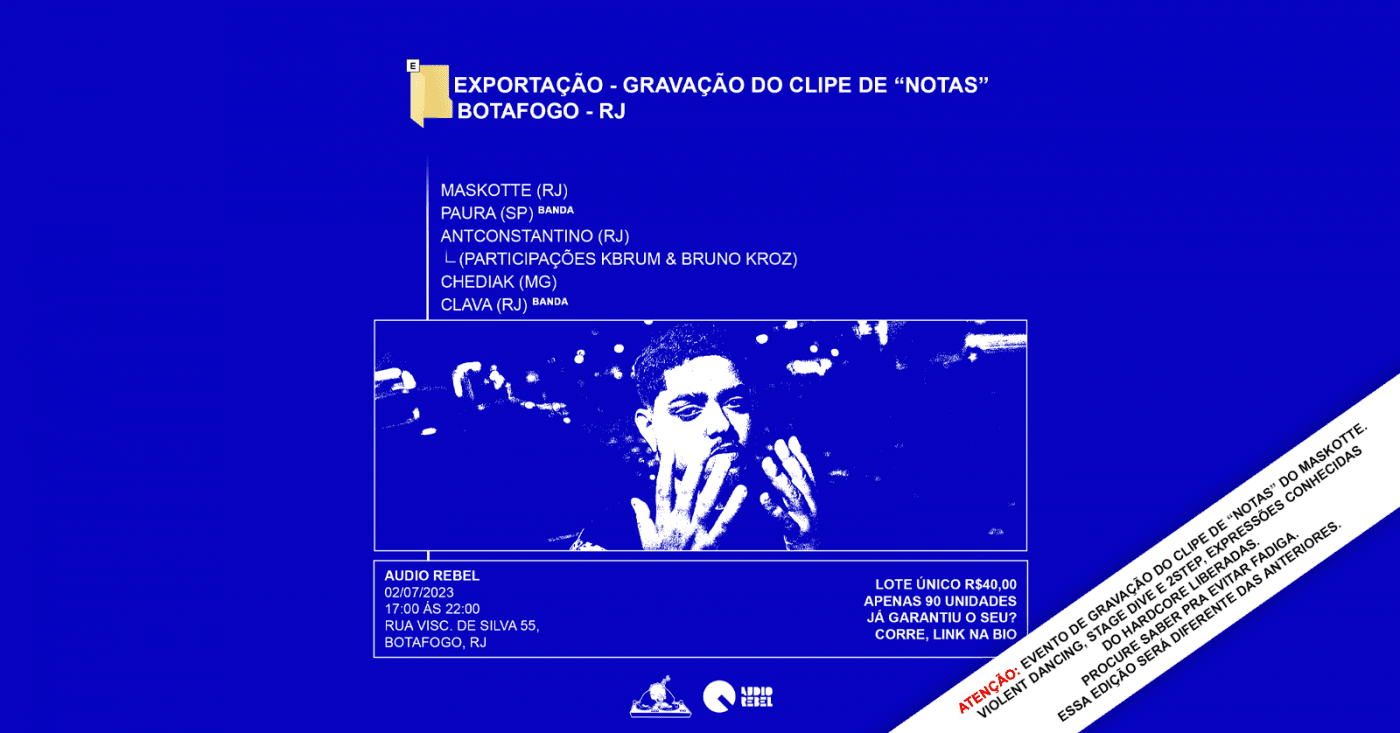 E
EXPORTAÇÃO - GRAVAÇÃO DO CLIPE DE “NOTAS”
BOTAFOGO - RJ
MASKOTTE (RJ)
PAURA (SP) BANDA
ANTCONSTANTINO (RJ)
(PARTICIPAÇÕES KBRUM & BRUNO KROZ)
CHEDIAK (MG)
CLAVA (RJ) BANDA
AUDIO REBEL
02/07/2023
17:00 ÁS 22:00
RUA VISC. DE SILVA 55,
BOTAFOGO, RJ
LOTE ÚNICO R$40,00
APENAS 90 UNIDADES
JÁ GARANTIU O SEU?
CORRE, LINK NA BIO
AUDIO
REBEL
ATENÇÃO: EVENTO DE GRAVAÇÃO DO CLIPE DE “NOTAS” DO MASKOTTE.
VIOLENT DANCING, STAGE DIVE E 2STEP, EXPRESSÕES CONHECIDAS
DO HARDCORE LIBERADAS.
PROCURE SABER PRA EVITAR FADIGA.
ESSA EDIÇÃO SERÁ DIFERENTE DAS ANTERIORES.